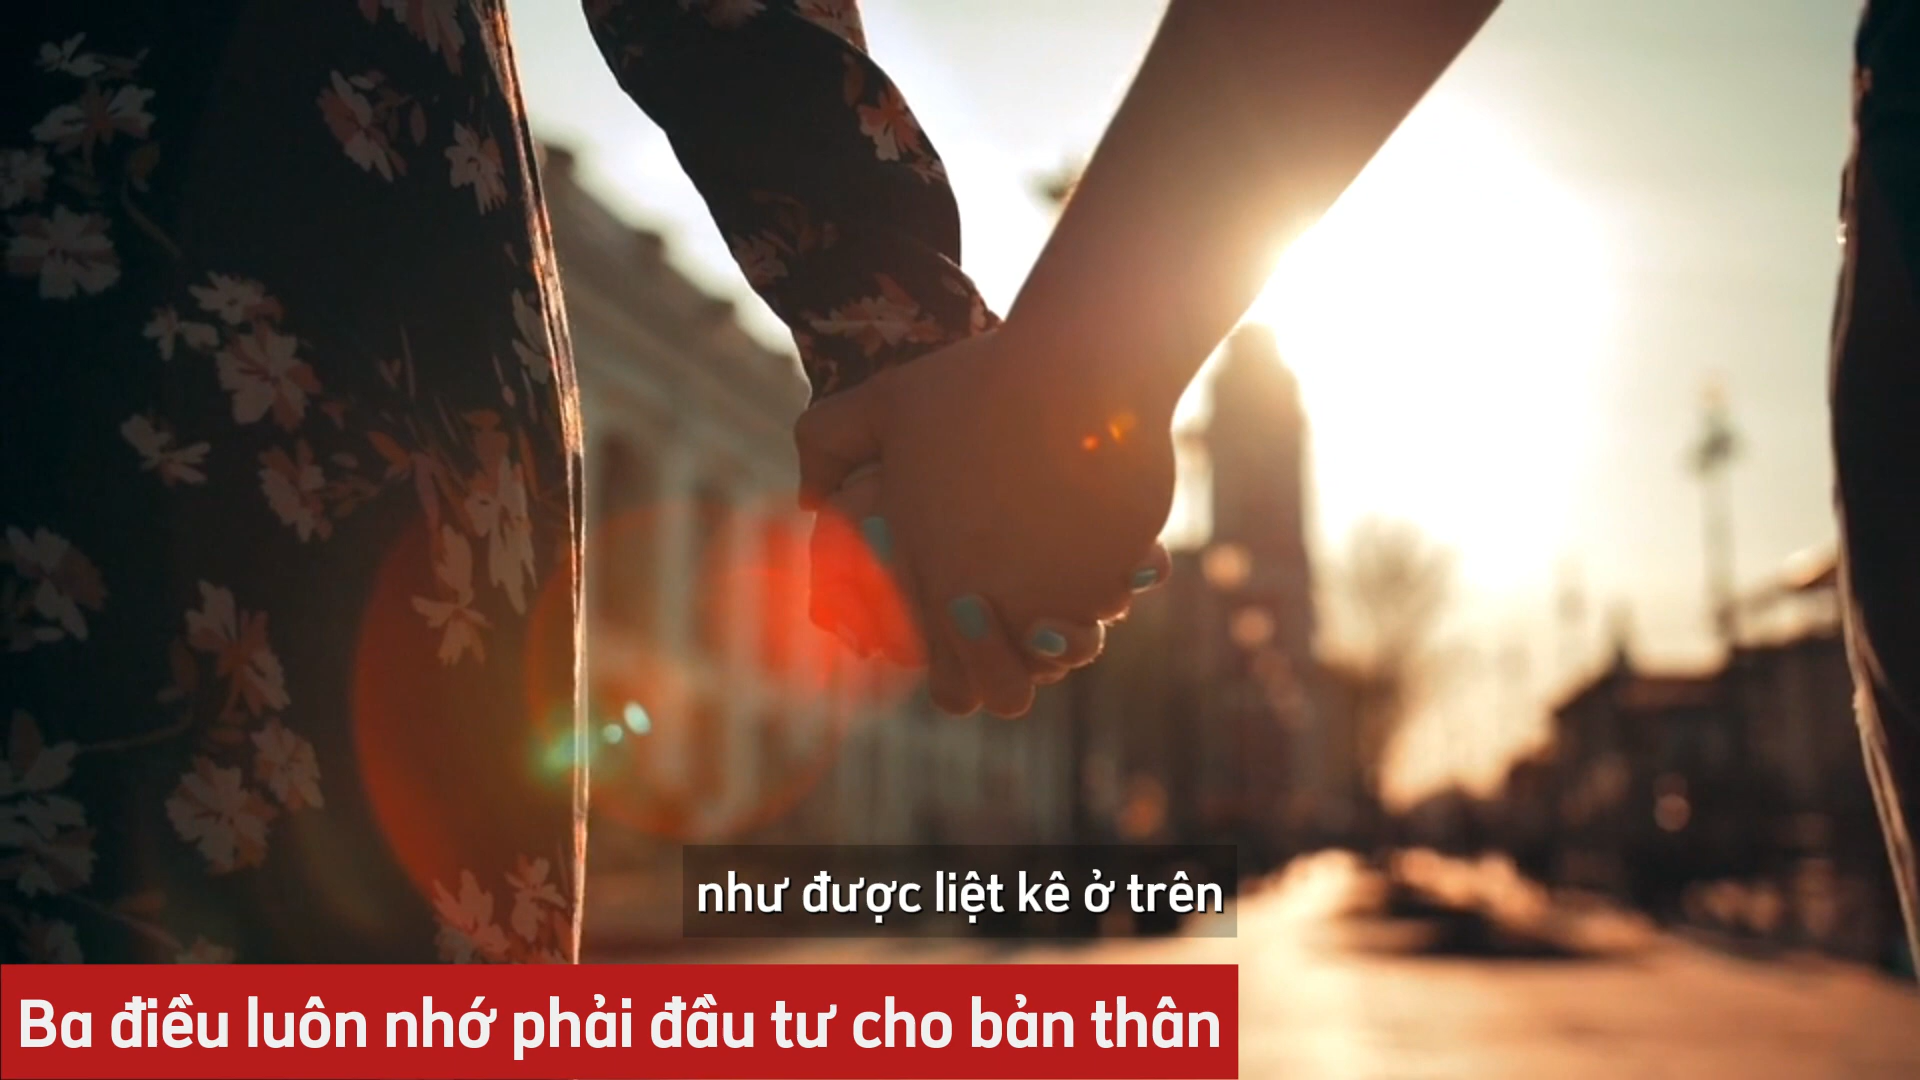 như được liệt kê ở trên
Ba điều luôn nhớ phải đầu tư cho bản thân